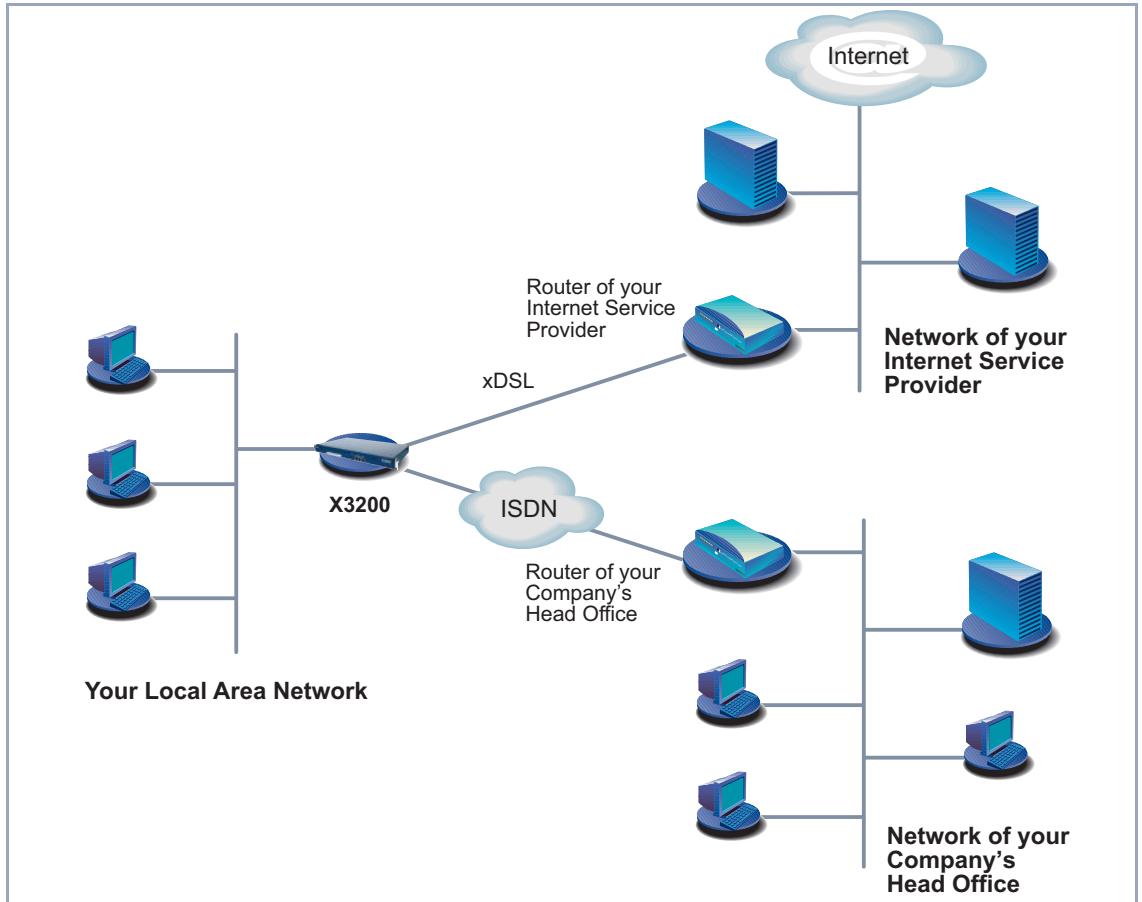 Internet
Router of your
Internet Service
Provider
Network of your
Internet Service
Provider
xDSL
X3200
ISDN
Router of your
Company's
Head Office
Your Local Area Network
Network of your
Company's
Head Office